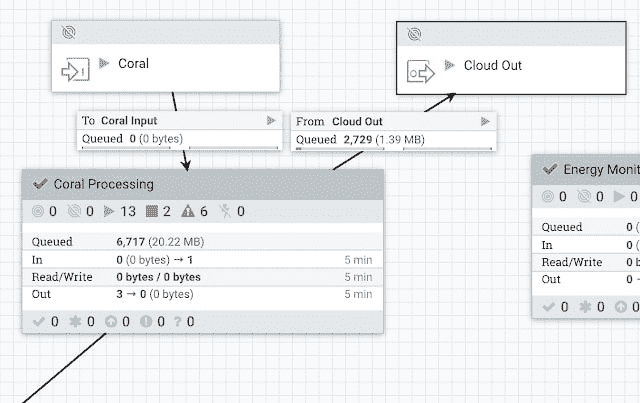 Coral
Cloud Out
To Coral Input
Queued 0 (0 bytes)
From Cloud Out
Queued 2,729 (1.39 MB)
Coral Processing
0 0 13 2 6 0
Queued 6,717 (20.22 MB)
In 0 (0 bytes) → 1 5 min
Read/Write 0 bytes / 0 bytes 5 min
Out 3 → 0 (0 bytes) 5 min
0 0 0 0 ? 0
Energy Monit
0 0 0
Queued 0 (
In 0 (
Read/Write 0 b
Out 0
0 0 0